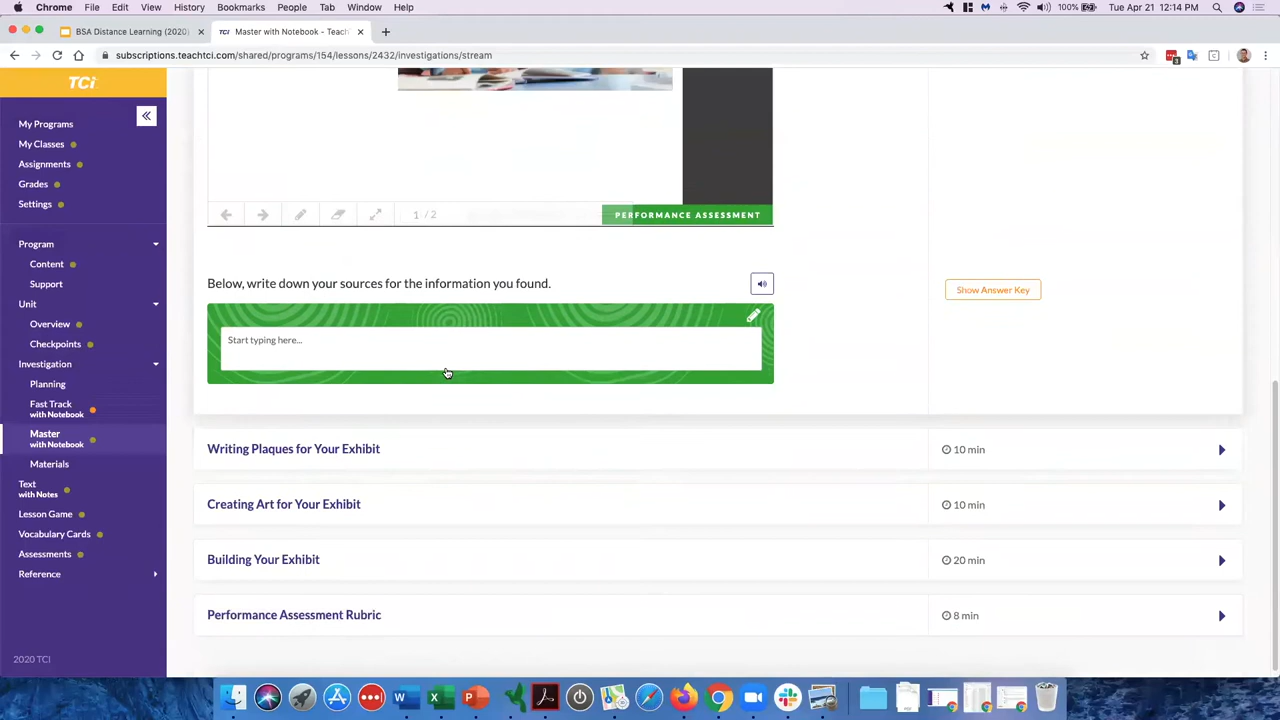 Chrome File Edit View History Bookmarks People Tab Window Help
100% Tue Apr 21 12:14 PM
BSA Distance Learning (2020)
TCi Master with Notebook - Teach
subscriptions.teachtci.com/shared/programs/154/lessons/2432/investigations/stream
3
TCi
My Programs
My Classes
Assignments
Grades
Settings
Program
Content
Support
Unit
Overview
Checkpoints
Investigation
Planning
Fast Track
with Notebook
Master
with Notebook
Materials
Text
with Notes
Lesson Game
Vocabulary Cards
Assessments
Reference
2020 TCI
1 / 2
PERFORMANCE ASSESSMENT
Below, write down your sources for the information you found.
Show Answer Key
Start typing here...
Writing Plaques for Your Exhibit 10 min
Creating Art for Your Exhibit 10 min
Building Your Exhibit 20 min
Performance Assessment Rubric 8 min